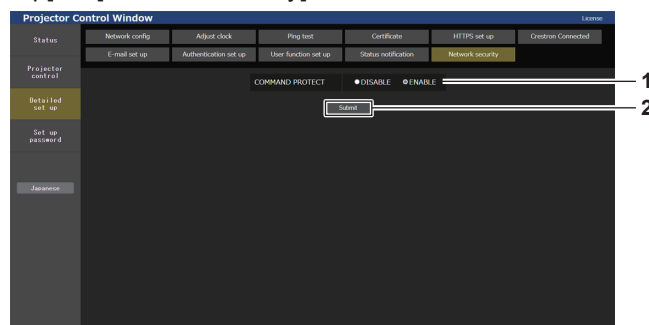 Projector Control Window
License
Status
Network config
Adjust clock
Ping test
Certificate
HTTPS set up
Crestron Connected
E-mail set up
Authentication set up
User function set up
Status notification
Network security
Projector
control
COMMAND PROTECT
DISABLE
ENABLE
1
Detailed
set up
Submit
2
Set up
password
Japanese